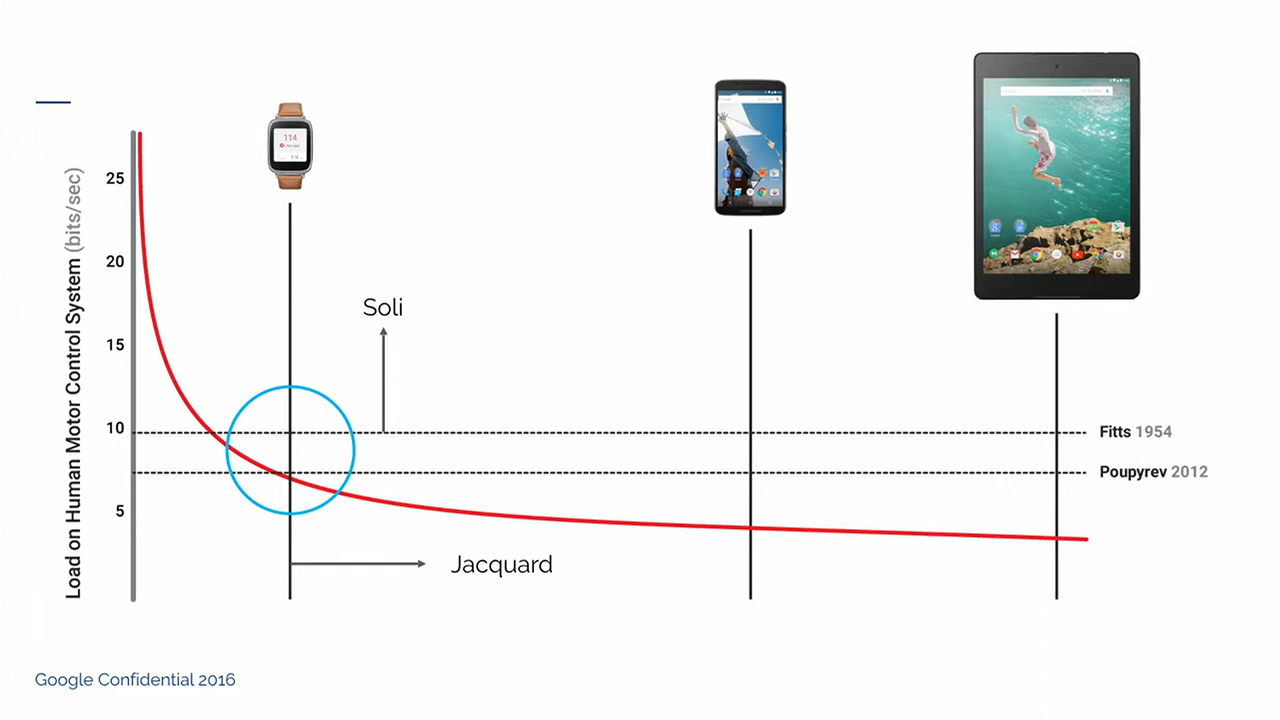 114
25
20
15
10
5
Load on Human Motor Control System (bits/sec)
Soli
Fitts 1954
Poupyrev 2012
Jacquard
Google Confidential 2016